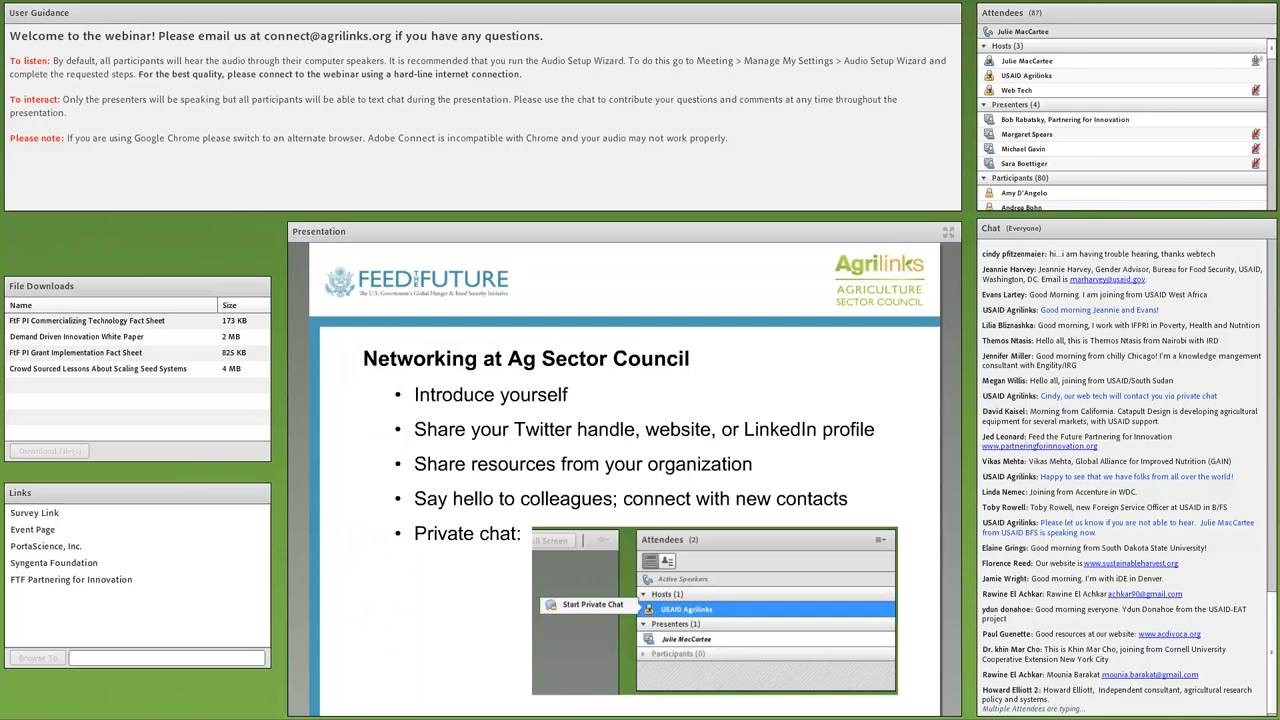 User Guidance
Welcome to the webinar! Please email us at connect@agrilinks.org if you have any questions.
To listen: By default, all participants will hear the audio through their computer speakers. It is recommended that you run the Audio Setup Wizard. To do this go to Meeting > Manage My Settings > Audio Setup Wizard and
complete the requested steps. For the best quality, please connect to the webinar using a hard-line internet connection.
To interact: Only the presenters will be speaking but all participants will be able to text chat during the presentation. Please use the chat to contribute your questions and comments at any time throughout the
presentation.
Please note: If you are using Google Chrome please switch to an alternate browser. Adobe Connect is incompatible with Chrome and your audio may not work properly.
Attendees (87)
Julie MacCartee
Hosts (3)
Julie MacCartee
USAID Agrilinks
Web Tech
Presenters (4)
Bob Rabatsky, Partnering for Innovation
Margaret Spears
Michael Gavin
Sara Boettiger
Participants (80)
Amy D'Angelo
Andrea Bohn
File Downloads
Name Size
FtF PI Commercializing Technology Fact Sheet 173 KB
Demand Driven Innovation White Paper 2 MB
FtF PI Grant Implementation Fact Sheet 825 KB
Crowd Sourced Lessons About Scaling Seed Systems 4 MB
Download File(s)
Links
Survey Link
Event Page
PortaScience, Inc.
Syngenta Foundation
FTF Partnering for Innovation
Browse To
Presentation
FEED THE FUTURE
The U.S. Government's Global Hunger & Food Security Initiative
Agrilinks
AGRICULTURE
SECTOR COUNCIL
Networking at Ag Sector Council
• Introduce yourself
• Share your Twitter handle, website, or LinkedIn profile
• Share resources from your organization
• Say hello to colleagues; connect with new contacts
• Private chat:
ull Screen
Attendees (2)
Active Speakers
Hosts (1)
Start Private Chat
USAID Agrilinks
Presenters (1)
Julie MacCartee
Participants (0)
Chat (Everyone)
cindy pfitzenmaier: hi...i am having trouble hearing, thanks webtech
Jeannie Harvey: Jeannie Harvey, Gender Advisor, Bureau for Food Security, USAID,
Washington, DC. Email is marharvey@usaid.gov.
Evans Lartey: Good Morning. I am joining from USAID West Africa
USAID Agrilinks: Good morning Jeannie and Evans!
Lilia Bliznashka: Good morning, I work with IFPRI in Poverty, Health and Nutrition
Themos Ntasis: Hello all, this is Themos Ntasis from Nairobi with IRD
Jennifer Miller: Good morning from chilly Chicago! I'm a knowledge mangement
consultant with Engility/IRG
Megan Willis: Hello all, joining from USAID/South Sudan
USAID Agrilinks: Cindy, our web tech will contact you via private chat
David Kaisel: Morning from California. Catapult Design is developing agricultural
equipment for several markets, with USAID support.
Jed Leonard: Feed the Future Partnering for Innovation
www.partneringforinnovation.org
Vikas Mehta: Vikas Mehta, Global Alliance for Improved Nutrition (GAIN)
USAID Agrilinks: Happy to see that we have folks from all over the world!
Linda Nemec: Joining from Accenture in WDC.
Toby Rowell: Toby Rowell, new Foreign Service Officer at USAID in B/FS
USAID Agrilinks: Please let us know if you are not able to hear. Julie MacCartee
from USAID BFS is speaking now.
Elaine Grings: Good morning from South Dakota State University!
Florence Reed: Our website is www.sustainableharvest.org
Jamie Wright: Good morning. I'm with iDE in Denver.
Rawine El Achkar: Rawine El Achkar achkar90@gmail.com
ydun donahoe: Good morning everyone. Ydun Donahoe from the USAID-EAT
project
Paul Guenette: Good resources at our website: www.acdivoca.org
Dr. khin Mar Cho: This is Khin Mar Cho, joining from Cornell University
Cooperative Extension New York City
Rawine El Achkar: Mounia Barakat mounia.barakat@gmail.com
Howard Elliott 2: Howard Elliott, Independent consultant, agricultural research
policy and systems.
Multiple Attendees are typing...